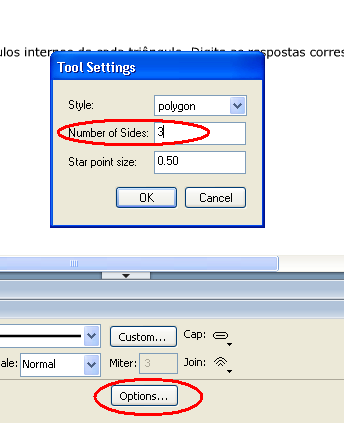 ulos internos de cada triângulo. Digite as respostas corres
Tool Settings
Style: polygon
Number of Sides: 3
Star point size: 0.50
OK Cancel
Custom... Cap:
ale: Normal Miter: 3 Join:
Options...